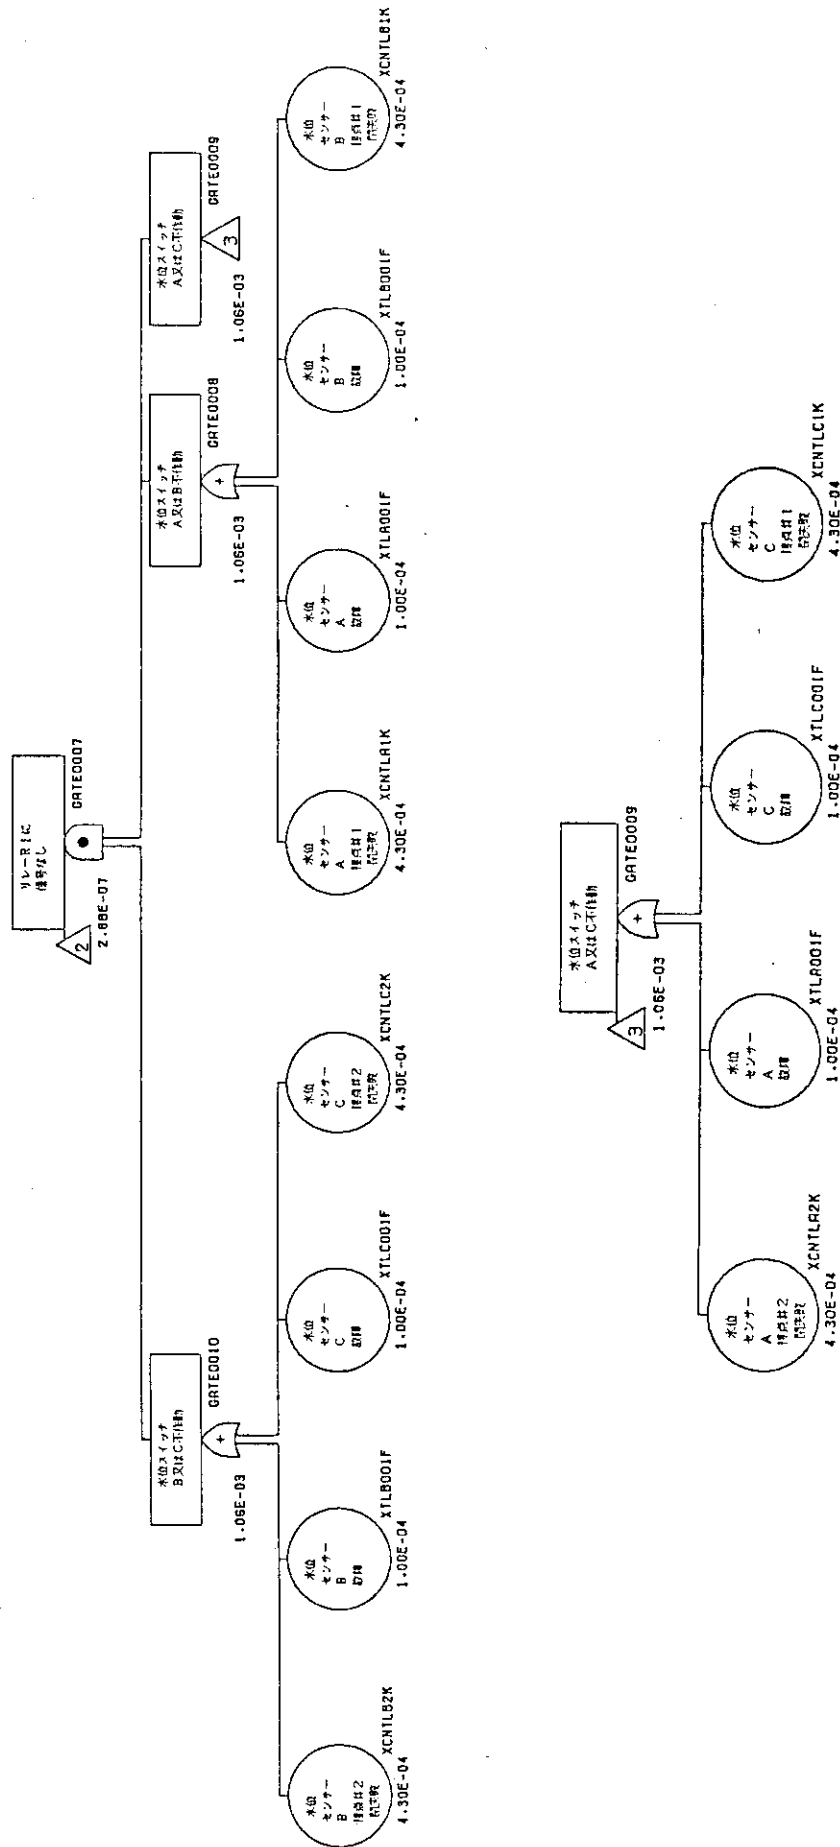 リレーR1に
信号なし
GATE0007
2
2.88E-07
水位スイッチ
B又はC不作動
GATE0010
1.06E-03
水位スイッチ
A又はB不作動
GATE0008
1.06E-03
水位スイッチ
A又はC不作動
GATE0009
3
1.06E-03
水位
センサー
B
接点#2
閉失敗
XCNTLB2K
4.30E-04
水位
センサー
B
故障
XTLB001F
1.00E-04
水位
センサー
C
故障
XTLC001F
1.00E-04
水位
センサー
C
接点#2
閉失敗
XCNTLC2K
4.30E-04
水位
センサー
A
接点#1
閉失敗
XCNTLA1K
4.30E-04
水位
センサー
A
故障
XTLA001F
1.00E-04
水位
センサー
B
故障
XTLB001F
1.00E-04
水位
センサー
B
接点#1
閉失敗
XCNTLB1K
4.30E-04
水位スイッチ
A又はC不作動
GATE0009
3
1.06E-03
水位
センサー
A
接点#2
閉失敗
XCNTLA2K
4.30E-04
水位
センサー
A
故障
XTLA001F
1.00E-04
水位
センサー
C
故障
XTLC001F
1.00E-04
水位
センサー
C
接点#1
閉失敗
XCNTLC1K
4.30E-04